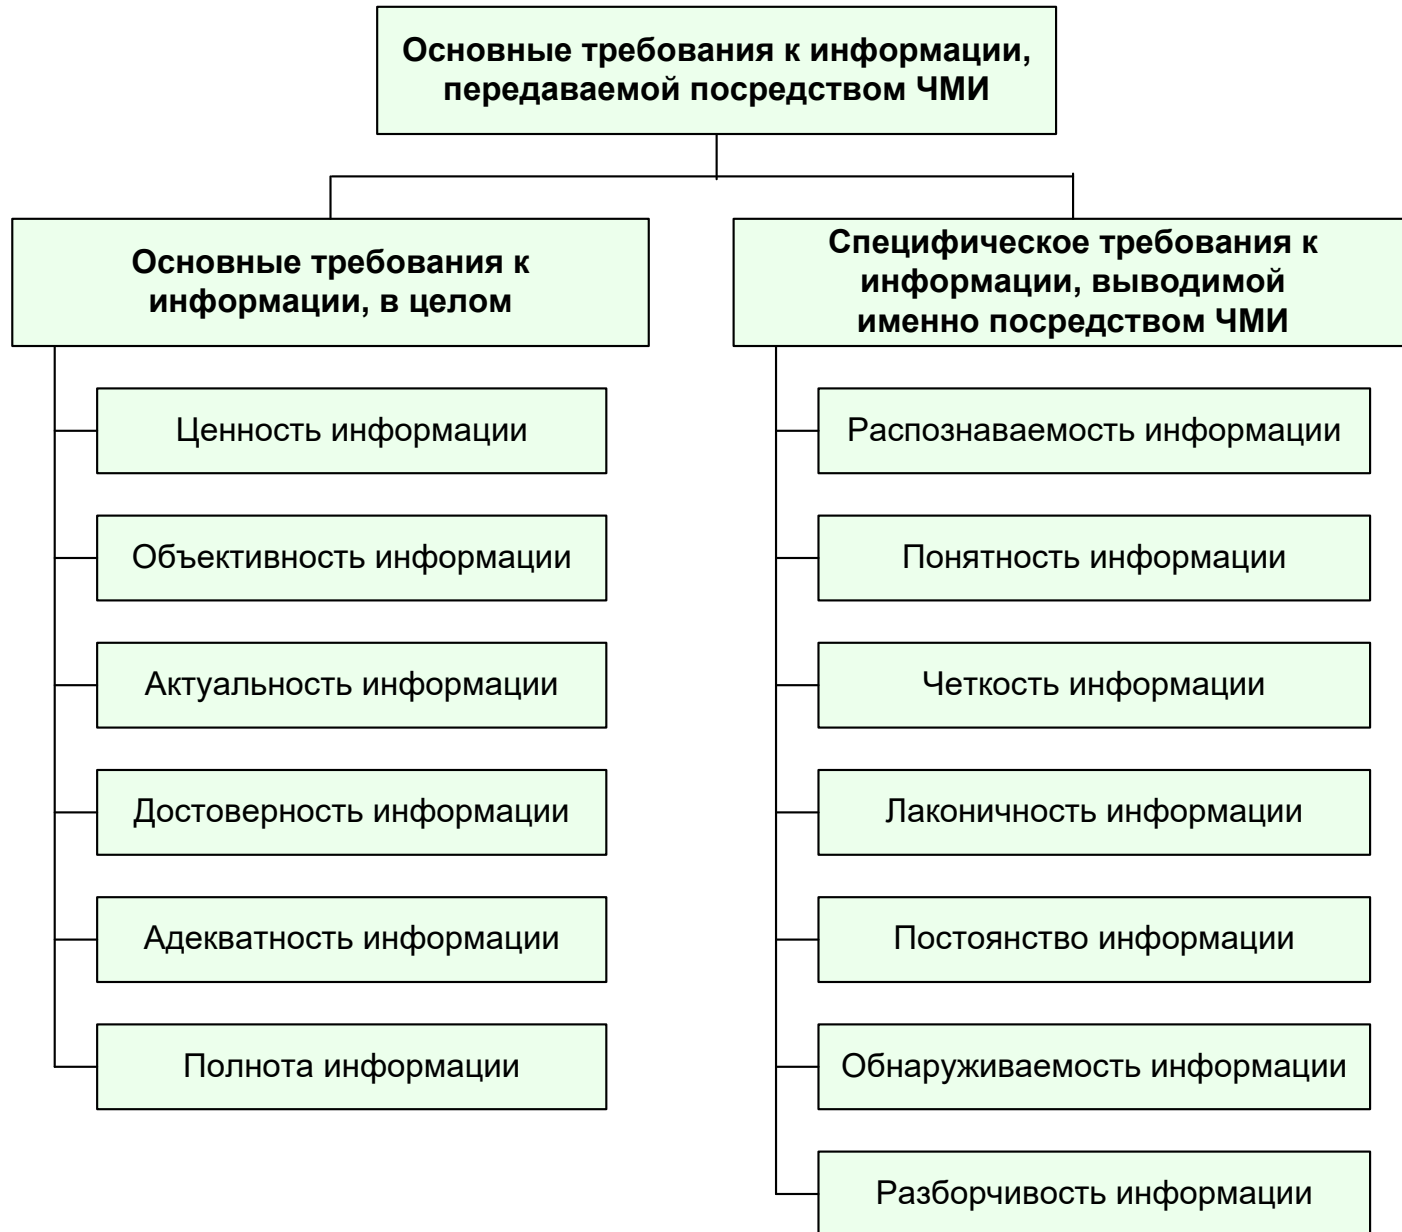 Основные требования к информации,
передаваемой посредством ЧМИ
Основные требования к
информации, в целом
Ценность информации
Объективность информации
Актуальность информации
Достоверность информации
Адекватность информации
Полнота информации
Специфическое требования к
информации, выводимой
именно посредством ЧМИ
Распознаваемость информации
Понятность информации
Четкость информации
Лаконичность информации
Постоянство информации
Обнаруживаемость информации
Разборчивость информации